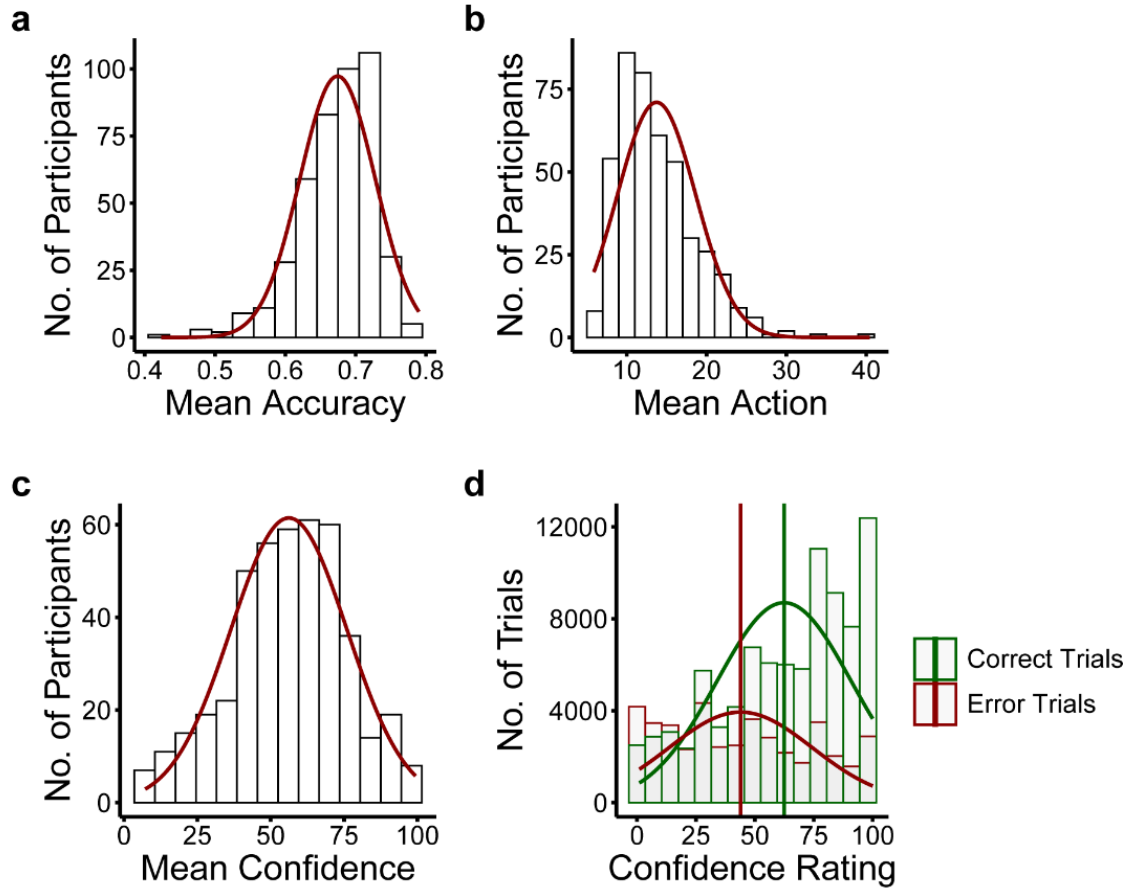 a
No. of Participants
100
75
50
25
0
0.4 0.5 0.6 0.7 0.8
Mean Accuracy
b
No. of Participants
75
50
25
0
10 20 30 40
Mean Action
c
No. of Participants
60
40
20
0
0 25 50 75 100
Mean Confidence
d
No. of Trials
12000
8000
4000
0
0 25 50 75 100
Confidence Rating
Correct Trials
Error Trials